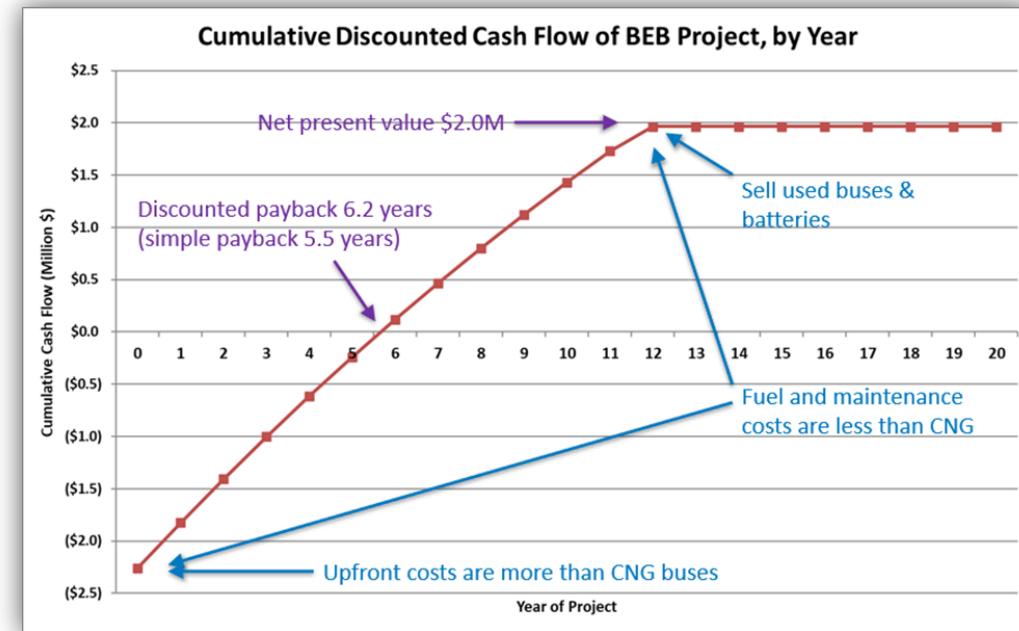 Cumulative Discounted Cash Flow of BEB Project, by Year
$2.5
$2.0
$1.5
$1.0
$0.5
$0.0
($0.5)
($1.0)
($1.5)
($2.0)
($2.5)
Cumulative Cash Flow (Million $)
Net present value $2.0M
Discounted payback 6.2 years
(simple payback 5.5 years)
Sell used buses &
batteries
0 1 2 3 4 5 6 7 8 9 10 11 12 13 14 15 16 17 18 19 20
Fuel and maintenance
costs are less than CNG
Upfront costs are more than CNG buses
Year of Project